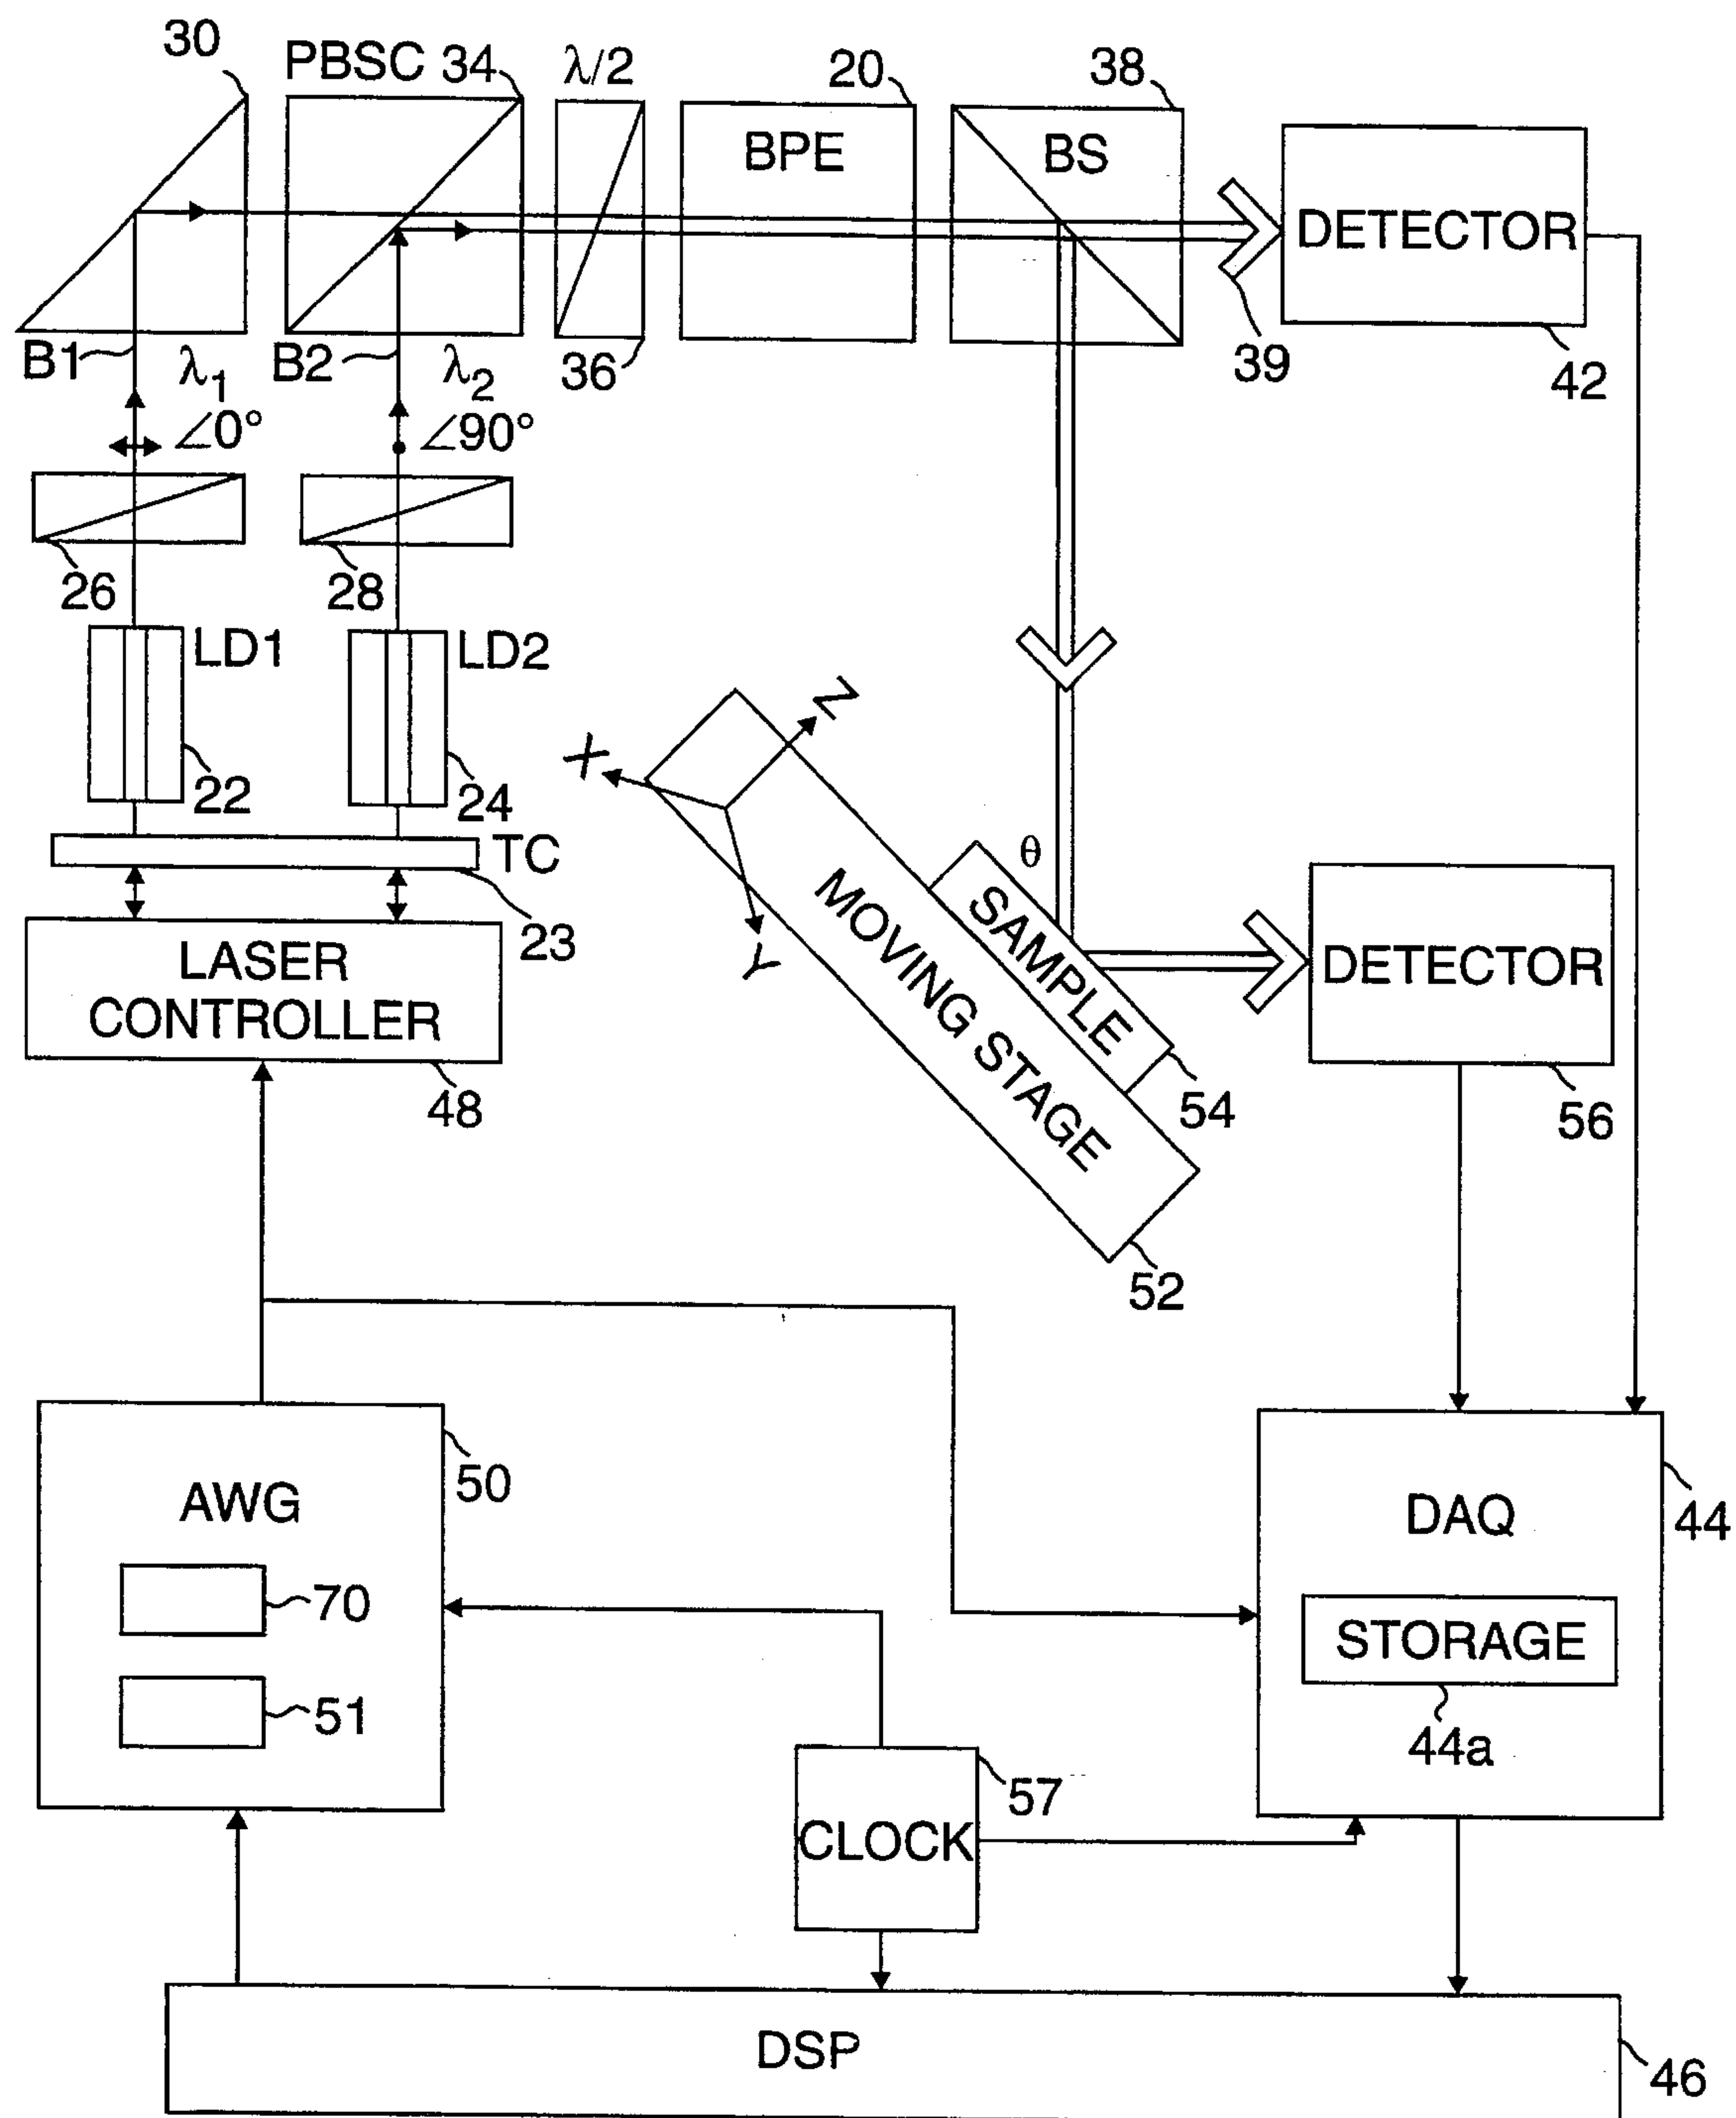 30
PBSC 34
λ/2
20
38
BPE
BS
DETECTOR
B1
λ1
B2
λ2
36
39
42
∠0°
∠90°
26
28
LD1
LD2
22
24
TC
23
LASER
CONTROLLER
48
X
Z
Y
θ
SAMPLE
MOVING STAGE
54
52
DETECTOR
56
AWG
50
70
51
DAQ
44
STORAGE
44a
57
CLOCK
DSP
46